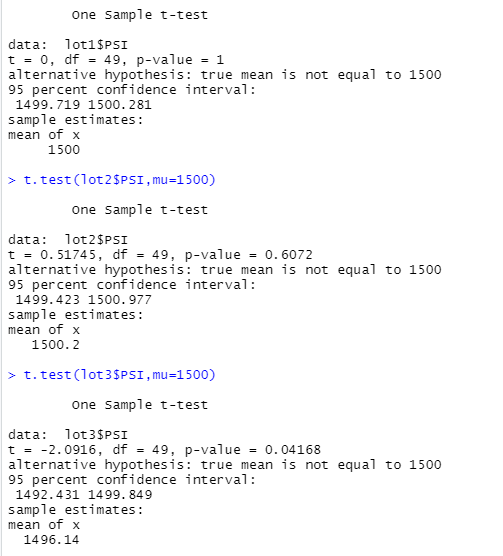 One Sample t-test
data:  lot1$PSI
t = 0, df = 49, p-value = 1
alternative hypothesis: true mean is not equal to 1500
95 percent confidence interval:
 1499.719 1500.281
sample estimates:
mean of x
     1500
> t.test(lot2$PSI,mu=1500)
One Sample t-test
data:  lot2$PSI
t = 0.51745, df = 49, p-value = 0.6072
alternative hypothesis: true mean is not equal to 1500
95 percent confidence interval:
 1499.423 1500.977
sample estimates:
mean of x
   1500.2
> t.test(lot3$PSI,mu=1500)
One Sample t-test
data:  lot3$PSI
t = -2.0916, df = 49, p-value = 0.04168
alternative hypothesis: true mean is not equal to 1500
95 percent confidence interval:
 1492.431 1499.849
sample estimates:
mean of x
  1496.14